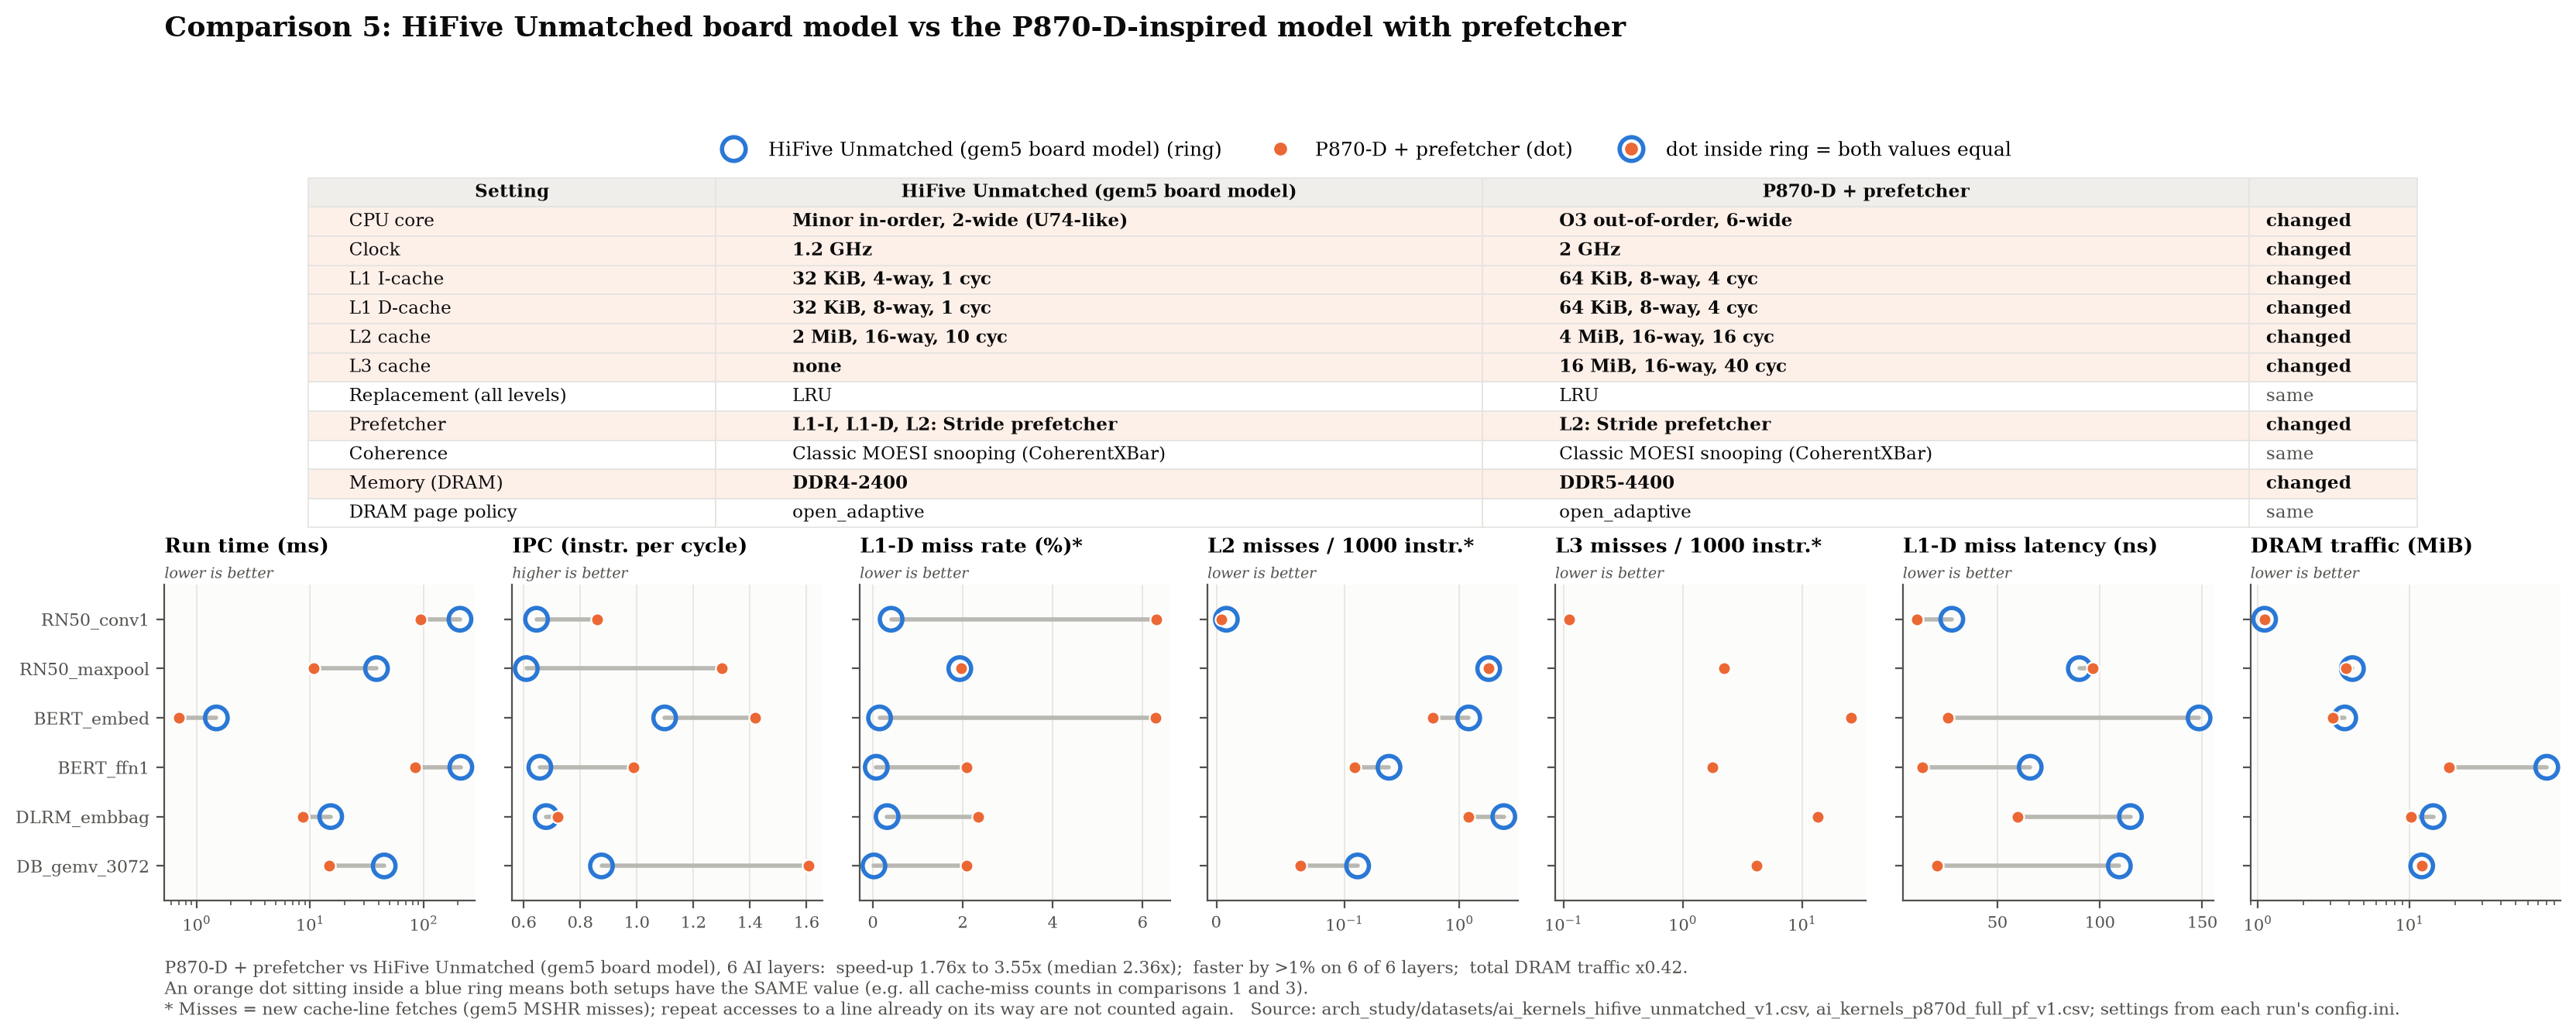 Comparison 5: HiFive Unmatched board model vs the P870-D-inspired model with prefetcher
HiFive Unmatched (gem5 board model) (ring) P870-D + prefetcher (dot) dot inside ring = both values equal
Setting HiFive Unmatched (gem5 board model) P870-D + prefetcher
CPU core Minor in-order, 2-wide (U74-like) O3 out-of-order, 6-wide changed
Clock 1.2 GHz 2 GHz changed
L1 I-cache 32 KiB, 4-way, 1 cyc 64 KiB, 8-way, 4 cyc changed
L1 D-cache 32 KiB, 8-way, 1 cyc 64 KiB, 8-way, 4 cyc changed
L2 cache 2 MiB, 16-way, 10 cyc 4 MiB, 16-way, 16 cyc changed
L3 cache none 16 MiB, 16-way, 40 cyc changed
Replacement (all levels) LRU LRU same
Prefetcher L1-I, L1-D, L2: Stride prefetcher L2: Stride prefetcher changed
Coherence Classic MOESI snooping (CoherentXBar) Classic MOESI snooping (CoherentXBar) same
Memory (DRAM) DDR4-2400 DDR5-4400 changed
DRAM page policy open_adaptive open_adaptive same
Run time (ms) IPC (instr. per cycle) L1-D miss rate (%)* L2 misses / 1000 instr.* L3 misses / 1000 instr.* L1-D miss latency (ns) DRAM traffic (MiB)
lower is better higher is better lower is better lower is better lower is better lower is better lower is better
RN50_conv1
RN50_maxpool
BERT_embed
BERT_ffn1
DLRM_embbag
DB_gemv_3072
10⁰ 10¹ 10² 0.6 0.8 1.0 1.2 1.4 1.6 0 2 4 6 0 10⁻¹ 10⁰ 10⁻¹ 10⁰ 10¹ 50 100 150 10⁰ 10¹
P870-D + prefetcher vs HiFive Unmatched (gem5 board model), 6 AI layers: speed-up 1.76x to 3.55x (median 2.36x); faster by >1% on 6 of 6 layers; total DRAM traffic x0.42.
An orange dot sitting inside a blue ring means both setups have the SAME value (e.g. all cache-miss counts in comparisons 1 and 3).
* Misses = new cache-line fetches (gem5 MSHR misses); repeat accesses to a line already on its way are not counted again. Source: arch_study/datasets/ai_kernels_hifive_unmatched_v1.csv, ai_kernels_p870d_full_pf_v1.csv; settings from each run's config.ini.